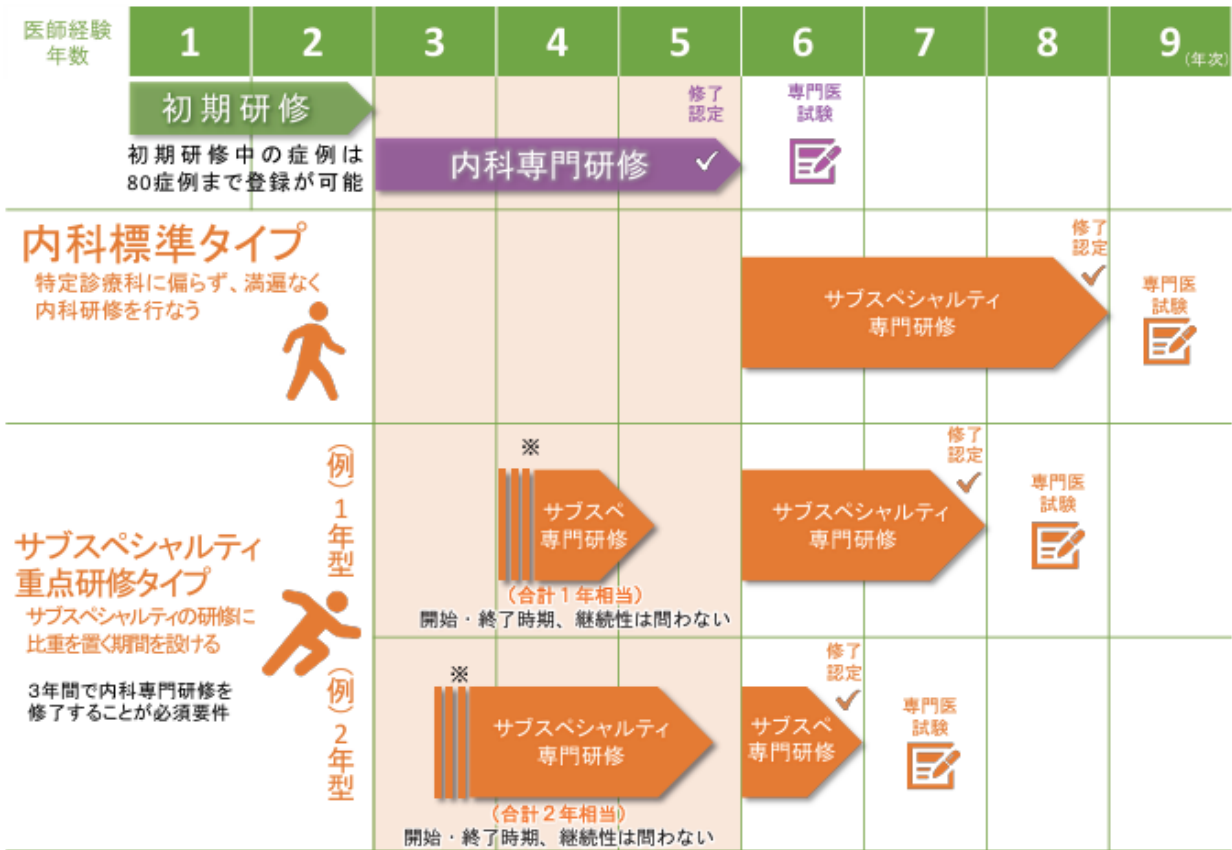 医師経験
年数
1
2
3
4
5
6
7
8
9
(年次)
初期研修
初期研修中の症例は
80症例まで登録が可能
修了
認定
内科専門研修
専門医
試験
内科標準タイプ
特定診療科に偏らず、満遍なく
内科研修を行なう
サブスペシャルティ
専門研修
修了
認定
専門医
試験
サブスペシャルティ
重点研修タイプ
サブスペシャルティの研修に
比重を置く期間を設ける
3年間で内科専門研修を
修了することが必須要件
(例)1年型
※
サブスペ
専門研修
(合計1年相当)
開始・終了時期、継続性は問わない
サブスペシャルティ
専門研修
修了
認定
専門医
試験
(例)2年型
※
サブスペシャルティ
専門研修
(合計2年相当)
開始・終了時期、継続性は問わない
サブスペ
専門研修
修了
認定
専門医
試験